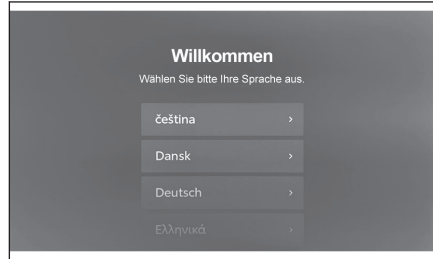 Willkommen
Wählen Sie bitte Ihre Sprache aus.
čeština
Dansk
Deutsch
Ελληνικά